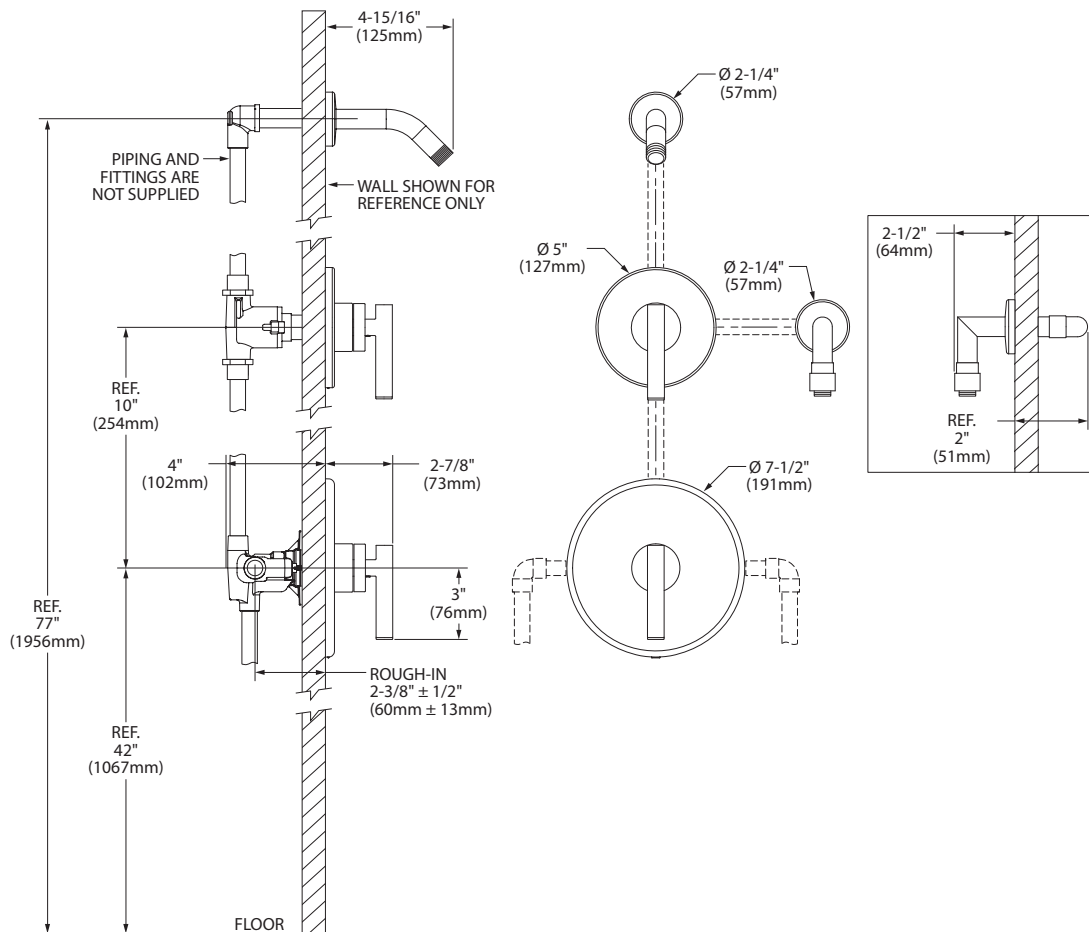 4-15/16"
(125mm)
Ø 2-1/4"
(57mm)
PIPING AND
FITTINGS ARE
NOT SUPPLIED
WALL SHOWN FOR
REFERENCE ONLY
2-1/2"
(64mm)
Ø 5"
(127mm)
Ø 2-1/4"
(57mm)
REF.
10"
(254mm)
REF.
2"
(51mm)
4"
(102mm)
2-7/8"
(73mm)
Ø 7-1/2"
(191mm)
3"
(76mm)
REF.
77"
(1956mm)
ROUGH-IN
2-3/8" ± 1/2"
(60mm ± 13mm)
REF.
42"
(1067mm)
FLOOR